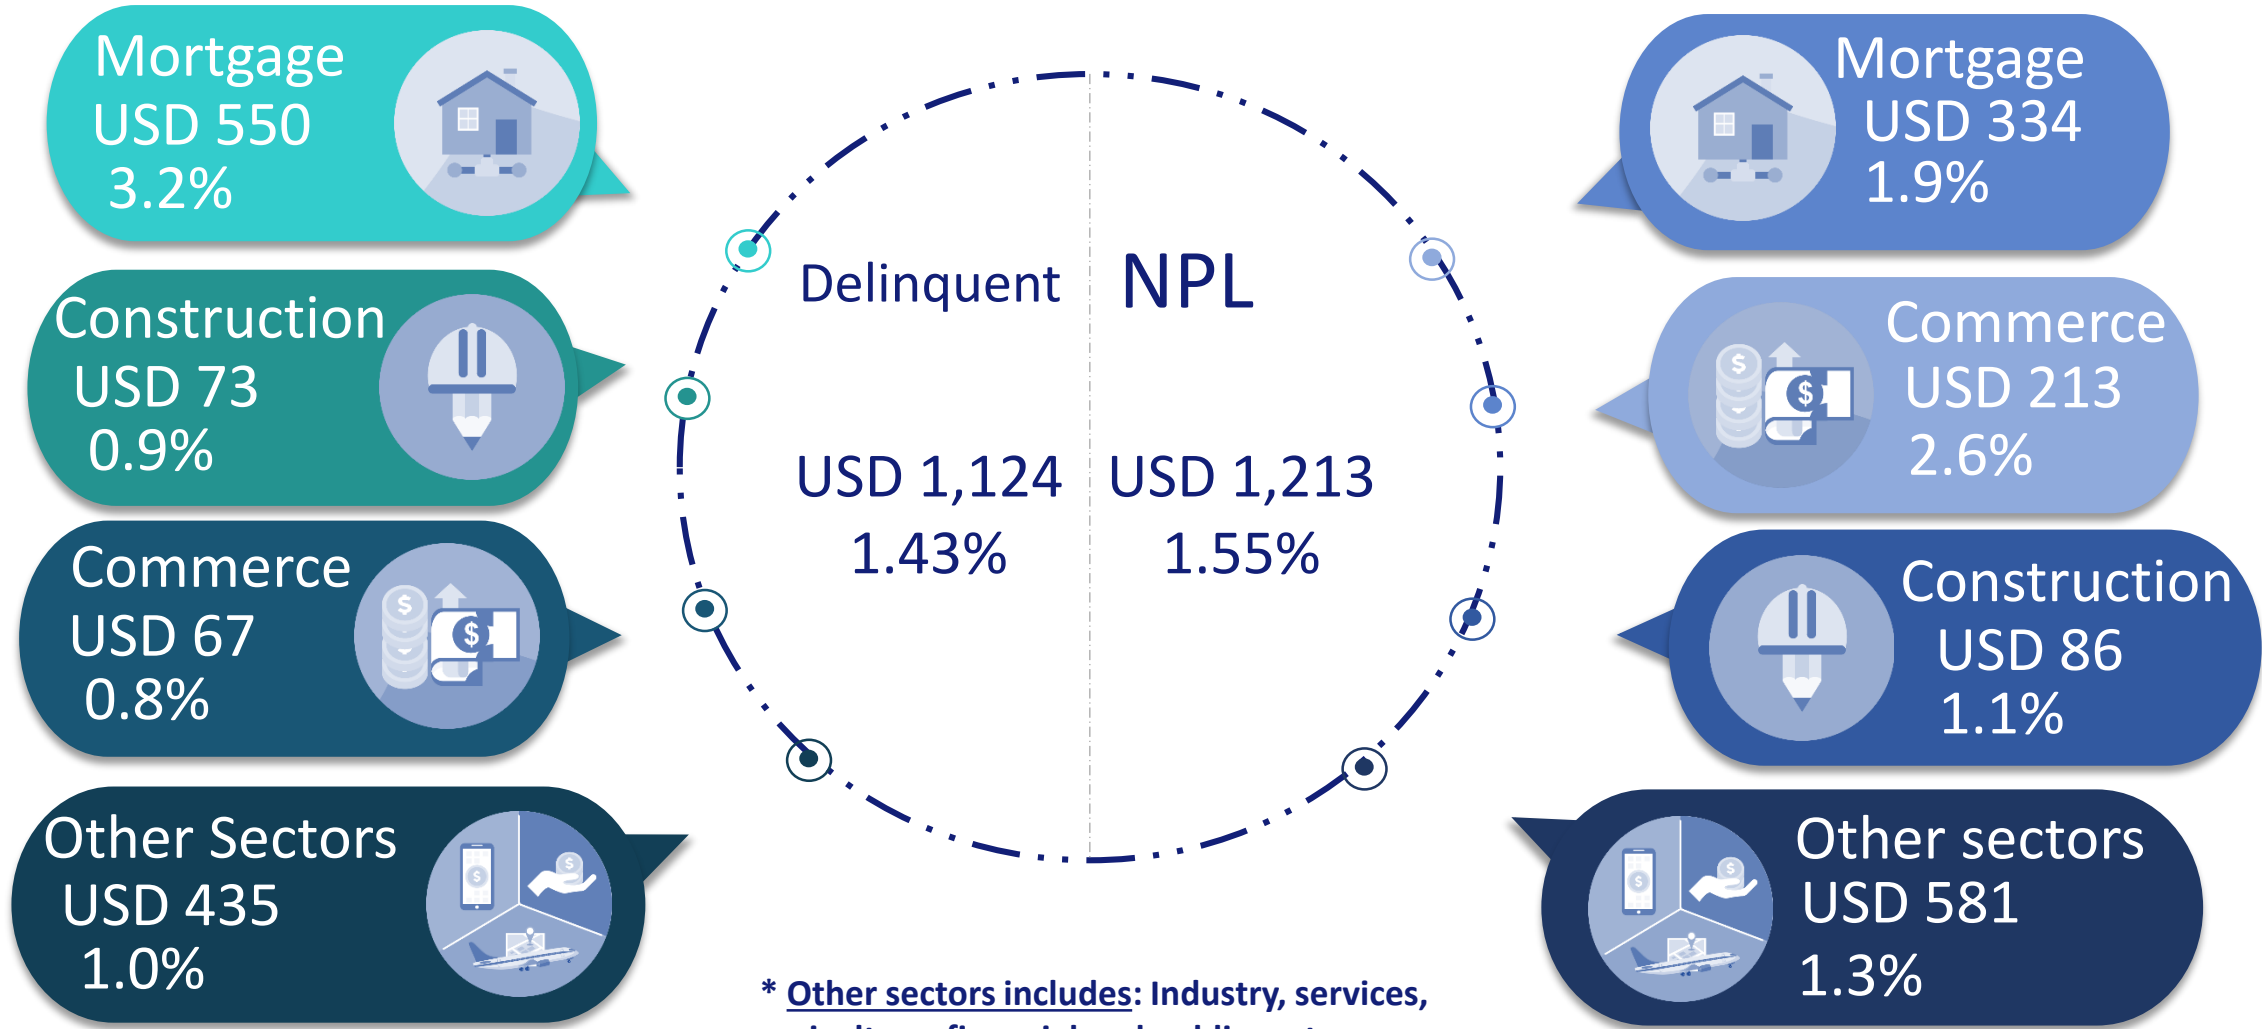 Mortgage
USD 550
3.2%
Construction
USD 73
0.9%
Commerce
USD 67
0.8%
Other Sectors
USD 435
1.0%
Delinquent
USD 1,124
1.43%
NPL
USD 1,213
1.55%
Mortgage
USD 334
1.9%
Commerce
USD 213
2.6%
Construction
USD 86
1.1%
Other sectors
USD 581
1.3%
* Other sectors includes: Industry, services,